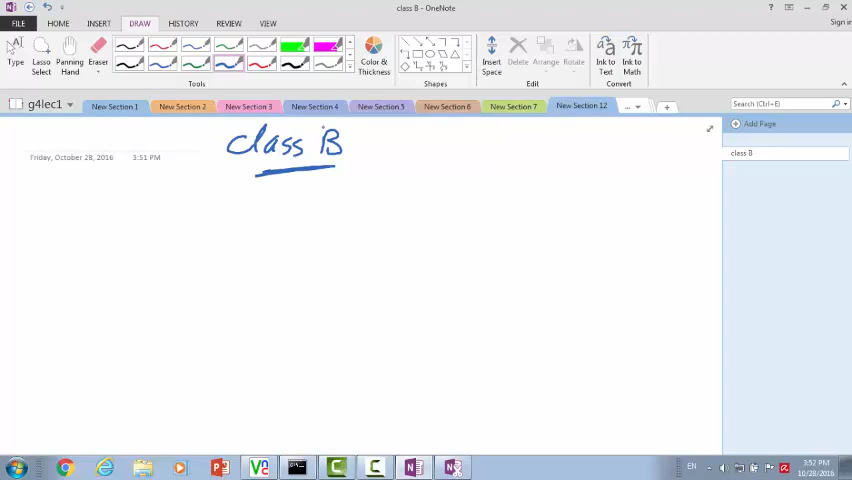 class B - OneNote
FILE HOME INSERT DRAW HISTORY REVIEW VIEW
Sign in
Type Lasso Select Panning Hand Eraser Color & Thickness Insert Space Delete Arrange Rotate Ink to Text Ink to Math
Tools Shapes Edit Convert
g4lec1 New Section 1 New Section 2 New Section 3 New Section 4 New Section 5 New Section 6 New Section 7 New Section 12 ... Search (Ctrl+E)
Add Page
class B
class B
Friday, October 28, 2016 3:51 PM
EN 3:52 PM
10/28/2016